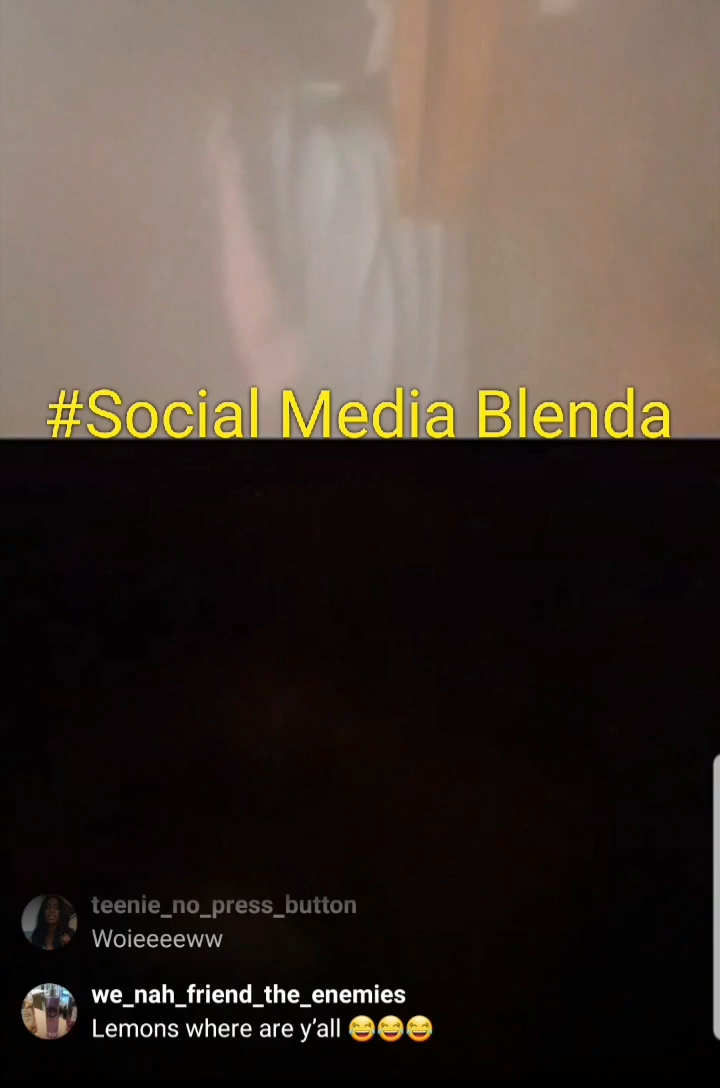 #Social Media Blenda
teenie_no_press_button
Woieeeeww
we_nah_friend_the_enemies
Lemons where are y’all 😂😂😂